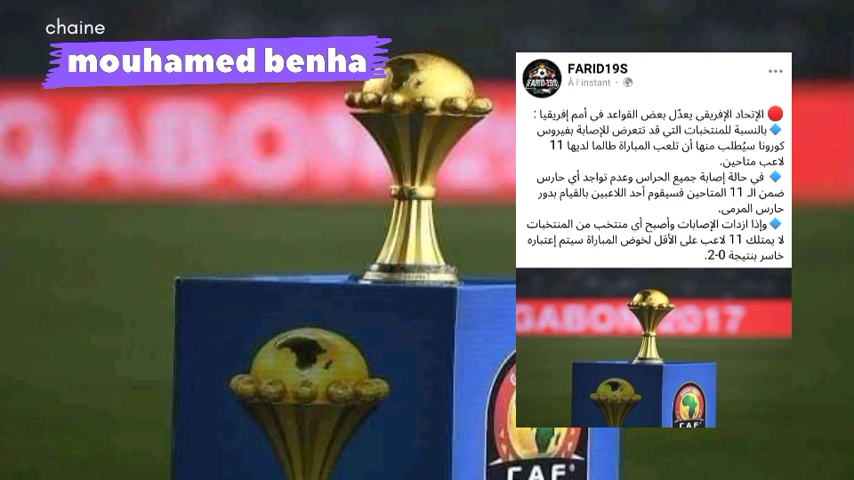 chaine
mouhamed benha
GABON 2
FARID19S
À l'instant ·
الإتحاد الإفريقي يعدّل بعض القواعد في أمم إفريقيا :
بالنسبة للمنتخبات التي قد تتعرض للإصابة بفيروس
كورونا سيُطلب منها أن تلعب المباراة طالما لديها 11
لاعب متاحين.
في حالة إصابة جميع الحراس وعدم تواجد أي حارس
ضمن الـ 11 المتاحين فسيقوم أحد اللاعبين بالقيام بدور
حارس المرمى.
وإذا ازدات الإصابات وأصبح أي منتخب من المنتخبات
لا يمتلك 11 لاعب على الأقل لخوض المباراة سيتم إعتباره
خاسر بنتيجة 0-2.
GABON 2017
CAF